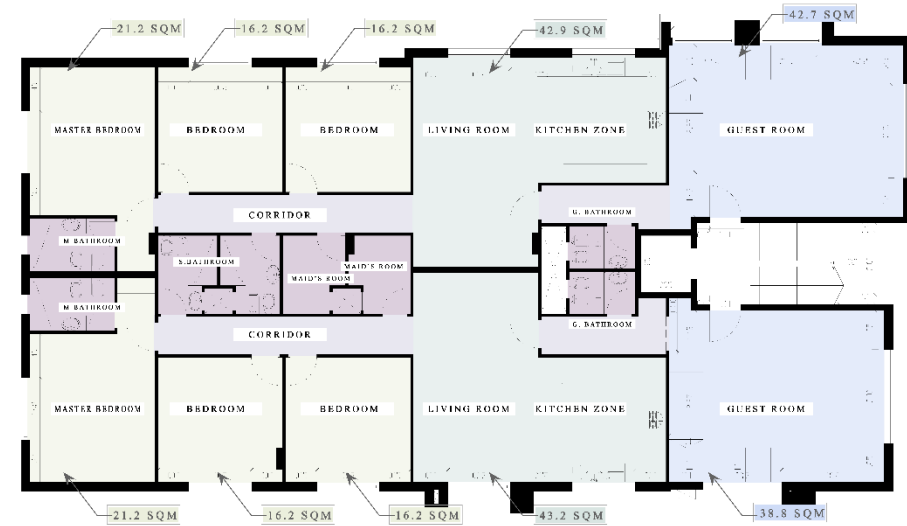 21.2 SQM
16.2 SQM
16.2 SQM
42.9 SQM
42.7 SQM
MASTER BEDROOM
BEDROOM
BEDROOM
LIVING ROOM
KITCHEN ZONE
GUEST ROOM
CORRIDOR
G. BATHROOM
M BATHROOM
S.BATHROOM
MAID'S ROOM
MAID'S ROOM
M BATHROOM
CORRIDOR
G. BATHROOM
MASTER BEDROOM
BEDROOM
BEDROOM
LIVING ROOM
KITCHEN ZONE
GUEST ROOM
21.2 SQM
16.2 SQM
16.2 SQM
43.2 SQM
38.8 SQM